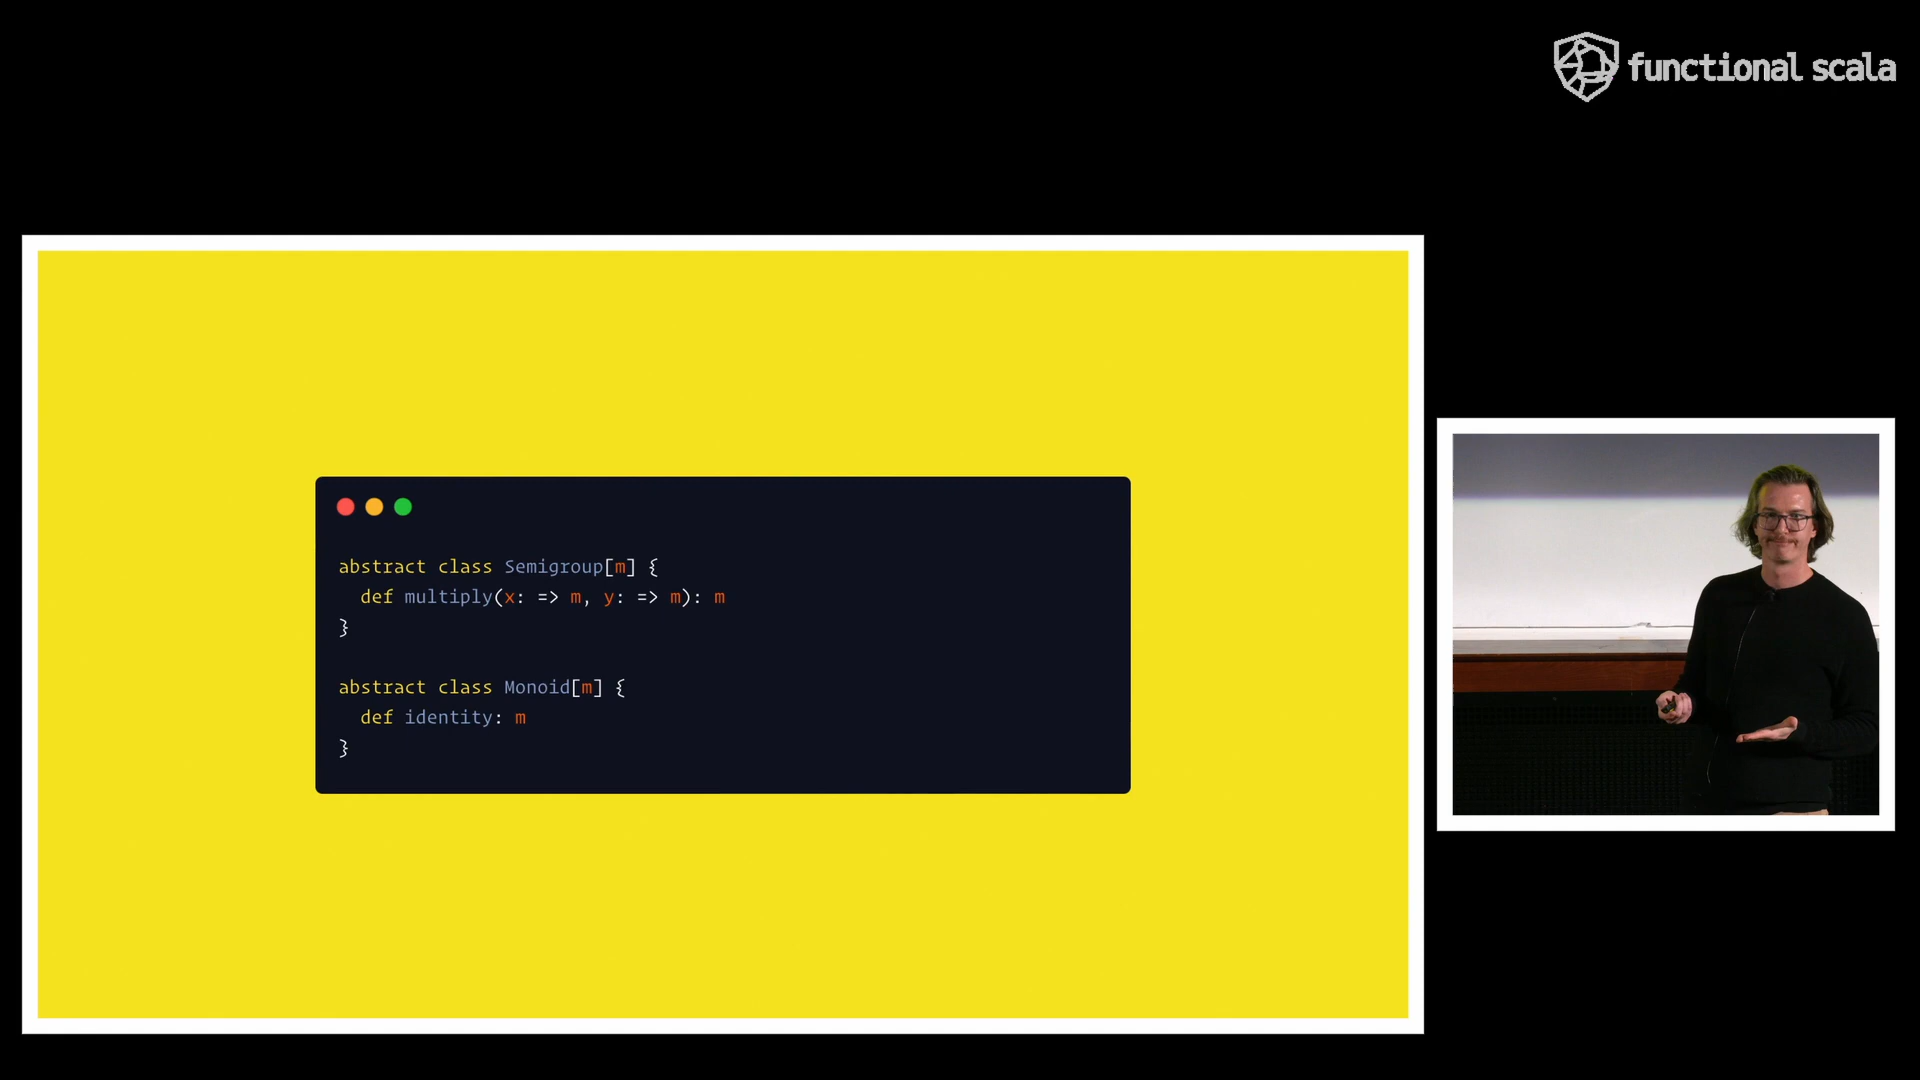 functional scala
abstract class Semigroup[m] {
  def multiply(x: => m, y: => m): m
}
abstract class Monoid[m] {
  def identity: m
}